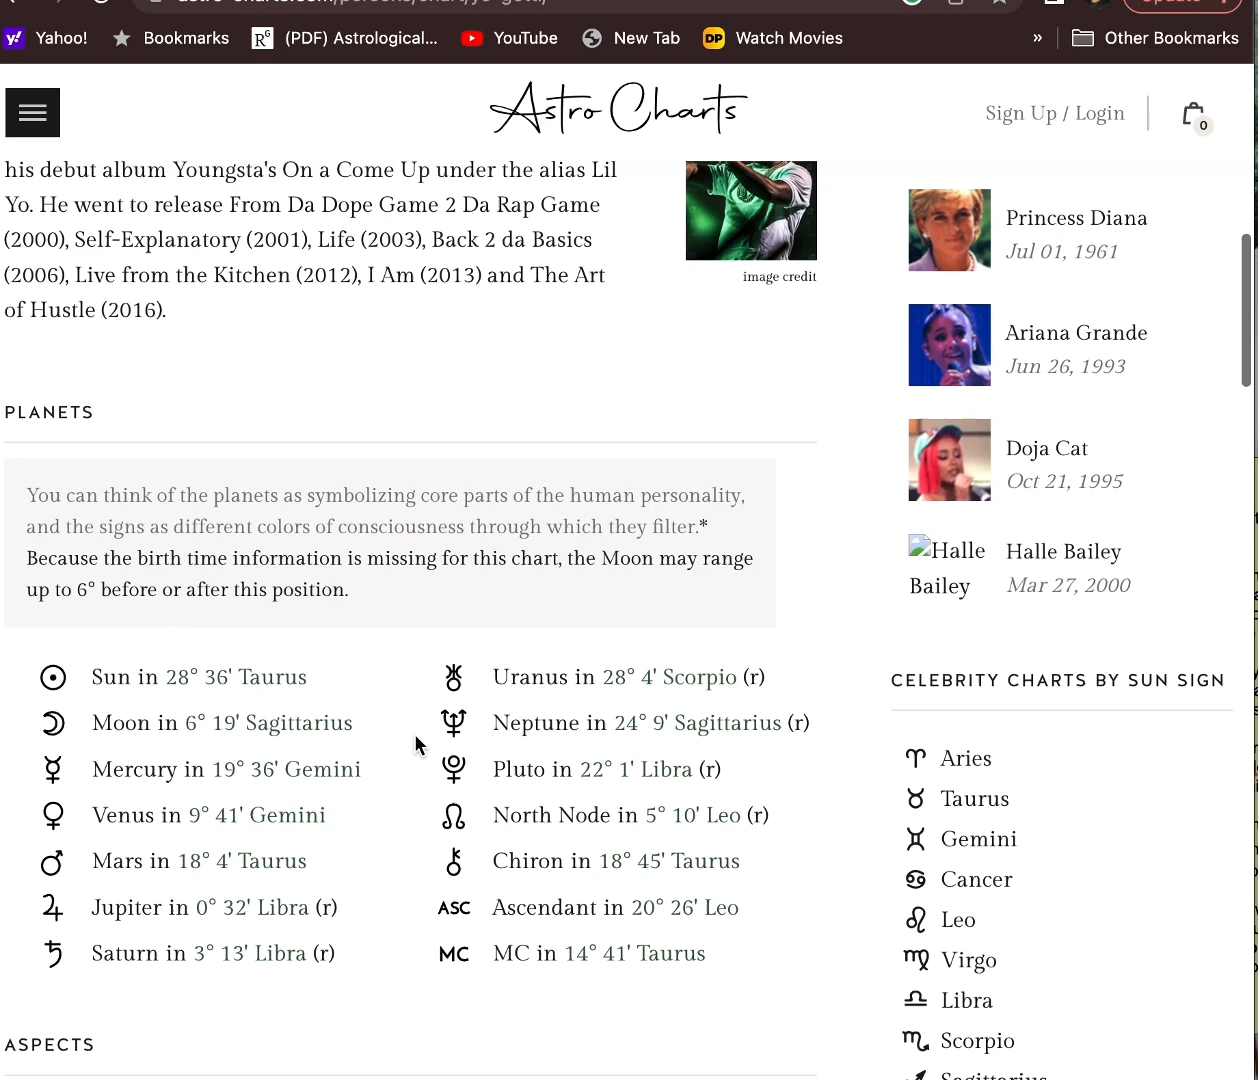 Yahoo!
Bookmarks
(PDF) Astrological...
YouTube
New Tab
DP
Watch Movies
»
Other Bookmarks
Astro Charts
Sign Up / Login
0
his debut album Youngsta's On a Come Up under the alias Lil
Yo. He went to release From Da Dope Game 2 Da Rap Game
(2000), Self-Explanatory (2001), Life (2003), Back 2 da Basics
(2006), Live from the Kitchen (2012), I Am (2013) and The Art
of Hustle (2016).
image credit
PLANETS
You can think of the planets as symbolizing core parts of the human personality,
and the signs as different colors of consciousness through which they filter.*
Because the birth time information is missing for this chart, the Moon may range
up to 6° before or after this position.
Sun in 28° 36' Taurus
Moon in 6° 19' Sagittarius
Mercury in 19° 36' Gemini
Venus in 9° 41' Gemini
Mars in 18° 4' Taurus
Jupiter in 0° 32' Libra (r)
Saturn in 3° 13' Libra (r)
Uranus in 28° 4' Scorpio (r)
Neptune in 24° 9' Sagittarius (r)
Pluto in 22° 1' Libra (r)
North Node in 5° 10' Leo (r)
Chiron in 18° 45' Taurus
ASC Ascendant in 20° 26' Leo
MC MC in 14° 41' Taurus
ASPECTS
Princess Diana
Jul 01, 1961
Ariana Grande
Jun 26, 1993
Doja Cat
Oct 21, 1995
Halle
Bailey
Halle Bailey
Mar 27, 2000
CELEBRITY CHARTS BY SUN SIGN
Aries
Taurus
Gemini
Cancer
Leo
Virgo
Libra
Scorpio
Sagittarius